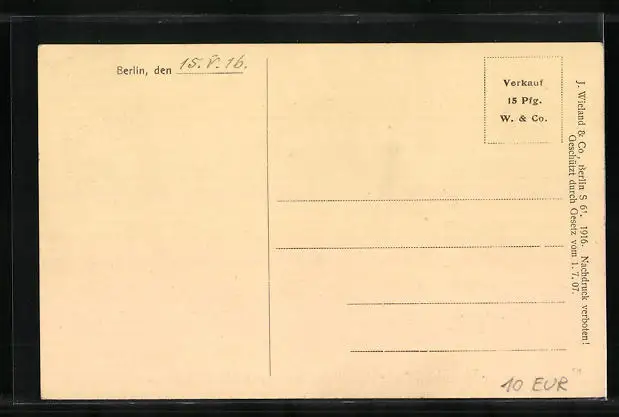 Berlin, den 15. V. 16.
Verkauf
15 Pfg.
W. & Co.
J. Wieland & Co., Berlin S 61. 1916. Nachdruck verboten!
Geschützt durch Gesetz vom 1. 7. 07.
10 EUR